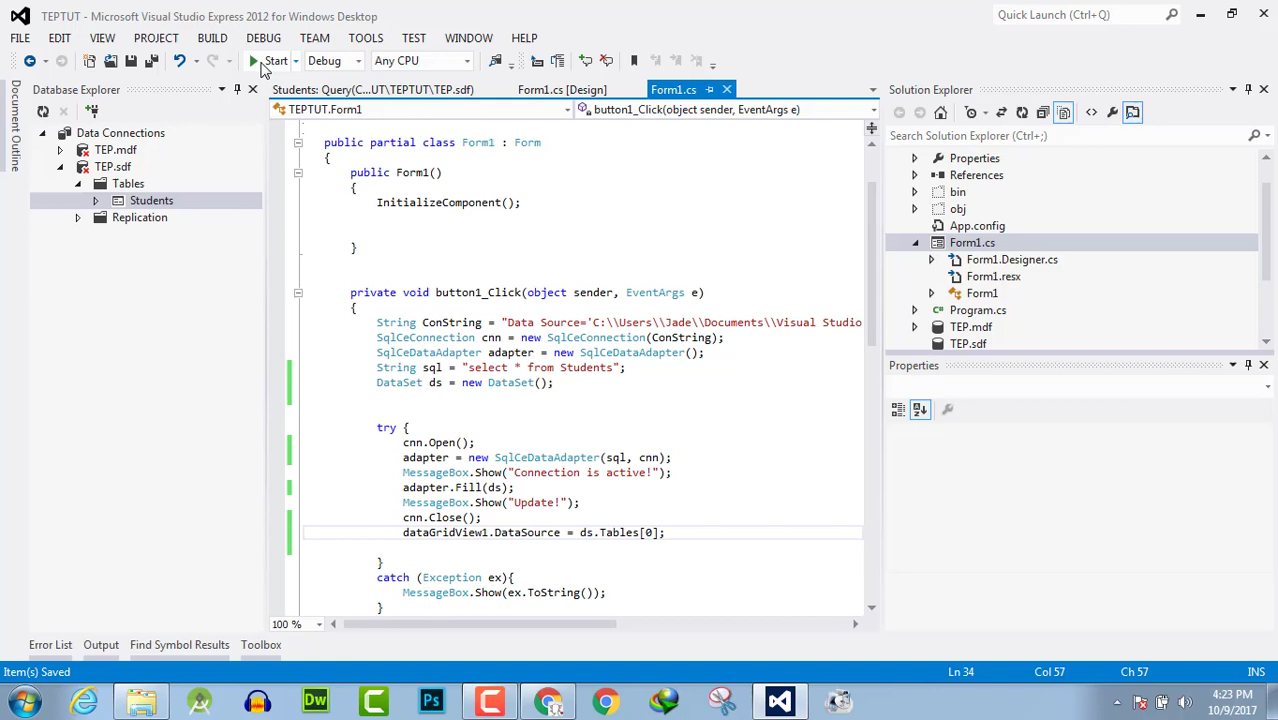 TEPTUT - Microsoft Visual Studio Express 2012 for Windows Desktop
Quick Launch (Ctrl+Q)
FILE EDIT VIEW PROJECT BUILD DEBUG TEAM TOOLS TEST WINDOW HELP
Start Debug Any CPU
Document Outline
Database Explorer
Data Connections
TEP.mdf
TEP.sdf
Tables
Students
Replication
Students: Query(C...UT\TEPTUT\TEP.sdf) Form1.cs [Design] Form1.cs
TEPTUT.Form1 button1_Click(object sender, EventArgs e)
public partial class Form1 : Form
{
public Form1()
{
InitializeComponent();
}
private void button1_Click(object sender, EventArgs e)
{
String ConString = "Data Source='C:\\Users\\Jade\\Documents\\Visual Studio
SqlCeConnection cnn = new SqlCeConnection(ConString);
SqlCeDataAdapter adapter = new SqlCeDataAdapter();
String sql = "select * from Students";
DataSet ds = new DataSet();
try {
cnn.Open();
adapter = new SqlCeDataAdapter(sql, cnn);
MessageBox.Show("Connection is active!");
adapter.Fill(ds);
MessageBox.Show("Update!");
cnn.Close();
dataGridView1.DataSource = ds.Tables[0];
}
catch (Exception ex){
MessageBox.Show(ex.ToString());
}
100 %
Solution Explorer
Search Solution Explorer (Ctrl+;)
Properties
References
bin
obj
App.config
Form1.cs
Form1.Designer.cs
Form1.resx
Form1
Program.cs
TEP.mdf
TEP.sdf
Properties
Error List Output Find Symbol Results Toolbox
Item(s) Saved Ln 34 Col 57 Ch 57 INS
Dw Ps
4:23 PM
10/9/2017